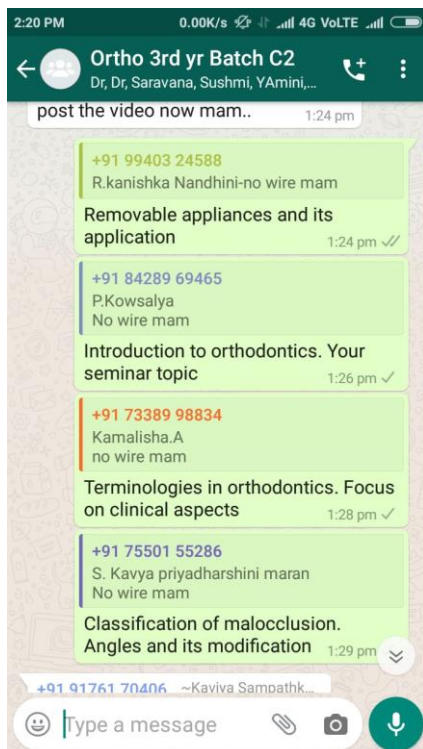 2:20 PM 0.00K/s 4G VoLTE
Ortho 3rd yr Batch C2
Dr, Dr, Saravana, Sushmi, YAmini,...
post the video now mam.. 1:24 pm
+91 99403 24588
R.kanishka Nandhini-no wire mam
Removable appliances and its
application 1:24 pm
+91 84289 69465
P.Kowsalya
No wire mam
Introduction to orthodontics. Your
seminar topic 1:26 pm
+91 73389 98834
Kamalisha.A
no wire mam
Terminologies in orthodontics. Focus
on clinical aspects 1:28 pm
+91 75501 55286
S. Kavya priyadharshini maran
No wire mam
Classification of malocclusion.
Angles and its modification 1:29 pm
+91 91761 70406 ~Kaviya Sampathk...
Type a message